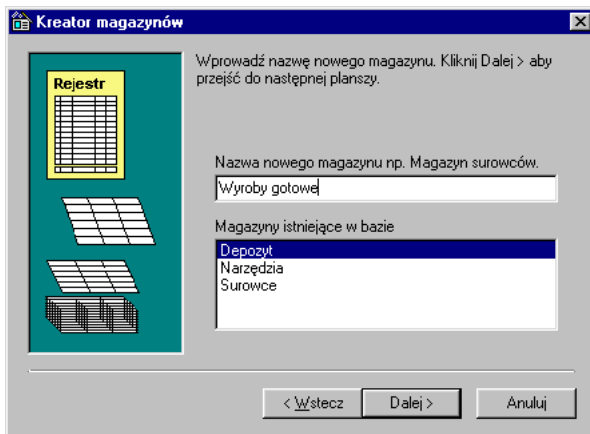 Kreator magazynów
Rejestr
Wprowadź nazwę nowego magazynu. Kliknij Dalej > aby
przejść do następnej planszy.
Nazwa nowego magazynu np. Magazyn surowców.
Wyroby gotowe
Magazyny istniejące w bazie
Depozyt
Narzędzia
Surowce
< Wstecz
Dalej >
Anuluj